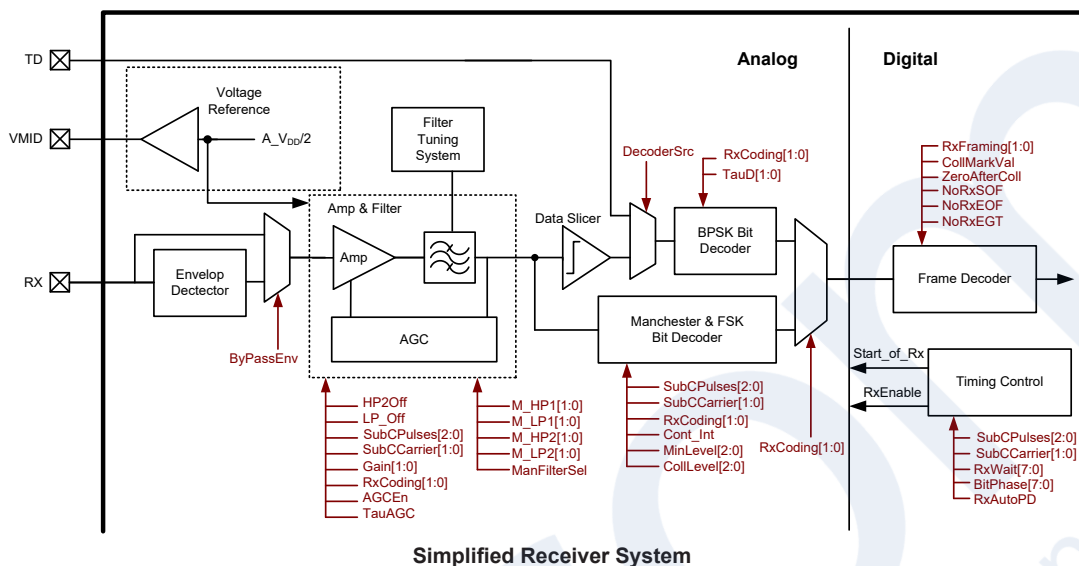 TD
Analog
Digital
Voltage
Reference
VMID
A_VDD/2
Filter
Tuning
System
DecoderSrc
RxCoding[1:0]
TauD[1:0]
RxFraming[1:0]
CollMarkVal
ZeroAfterColl
NoRxSOF
NoRxEOF
NoRxEGT
Amp & Filter
Data Slicer
BPSK Bit
Decoder
RX
Envelop
Dectector
Amp
Frame Decoder
AGC
Manchester & FSK
Bit Decoder
ByPassEnv
Start_of_Rx
RxEnable
Timing Control
HP2Off
LP_Off
SubCPulses[2:0]
SubCCarrier[1:0]
Gain[1:0]
RxCoding[1:0]
AGCEn
TauAGC
M_HP1[1:0]
M_LP1[1:0]
M_HP2[1:0]
M_LP2[1:0]
ManFilterSel
SubCPulses[2:0]
SubCCarrier[1:0]
RxCoding[1:0]
Cont_Int
MinLevel[2:0]
CollLevel[2:0]
RxCoding[1:0]
SubCPulses[2:0]
SubCCarrier[1:0]
RxWait[7:0]
BitPhase[7:0]
RxAutoPD
Simplified Receiver System